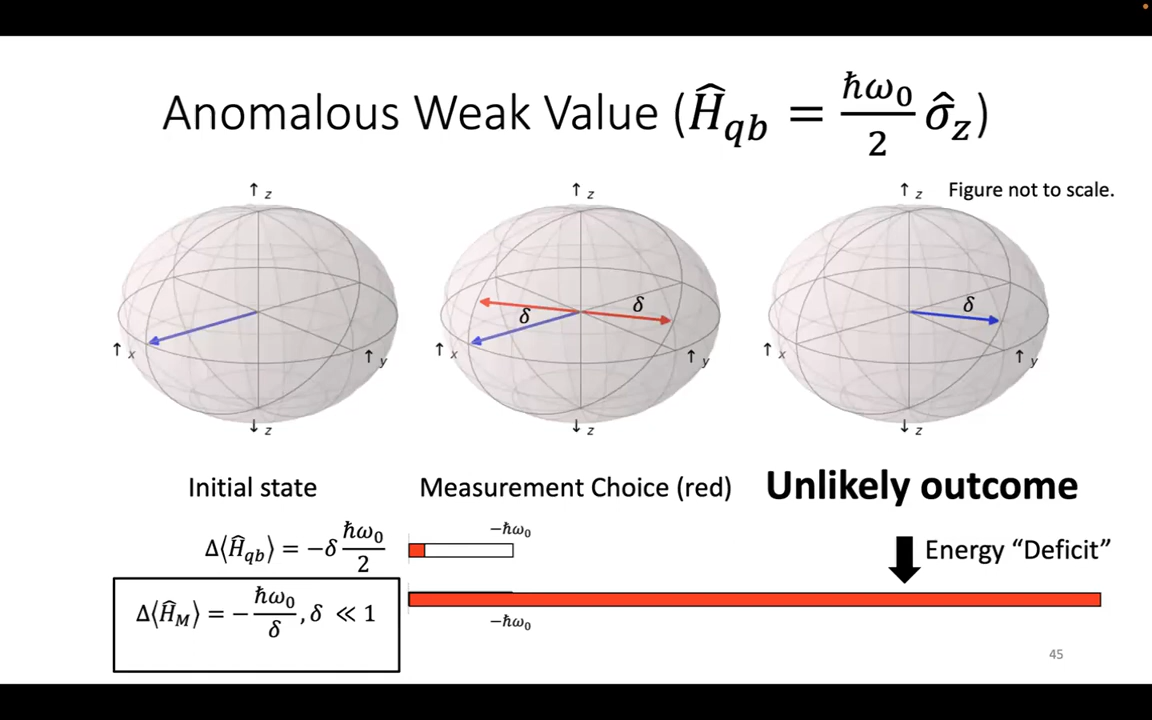 Anomalous Weak Value (Ĥ_qb = ħω₀/2 σ̂_z)
↑ z
↑ z
↑ z
Figure not to scale.
δ
δ
δ
↑ x
↑ y
↑ x
↑ y
↑ x
↑ y
↓ z
↓ z
↓ z
Initial state
Measurement Choice (red)
Unlikely outcome
Δ⟨Ĥ_qb⟩ = −δ ħω₀/2
−ħω₀
Energy “Deficit”
Δ⟨Ĥ_M⟩ = − ħω₀/δ , δ ≪ 1
−ħω₀
45